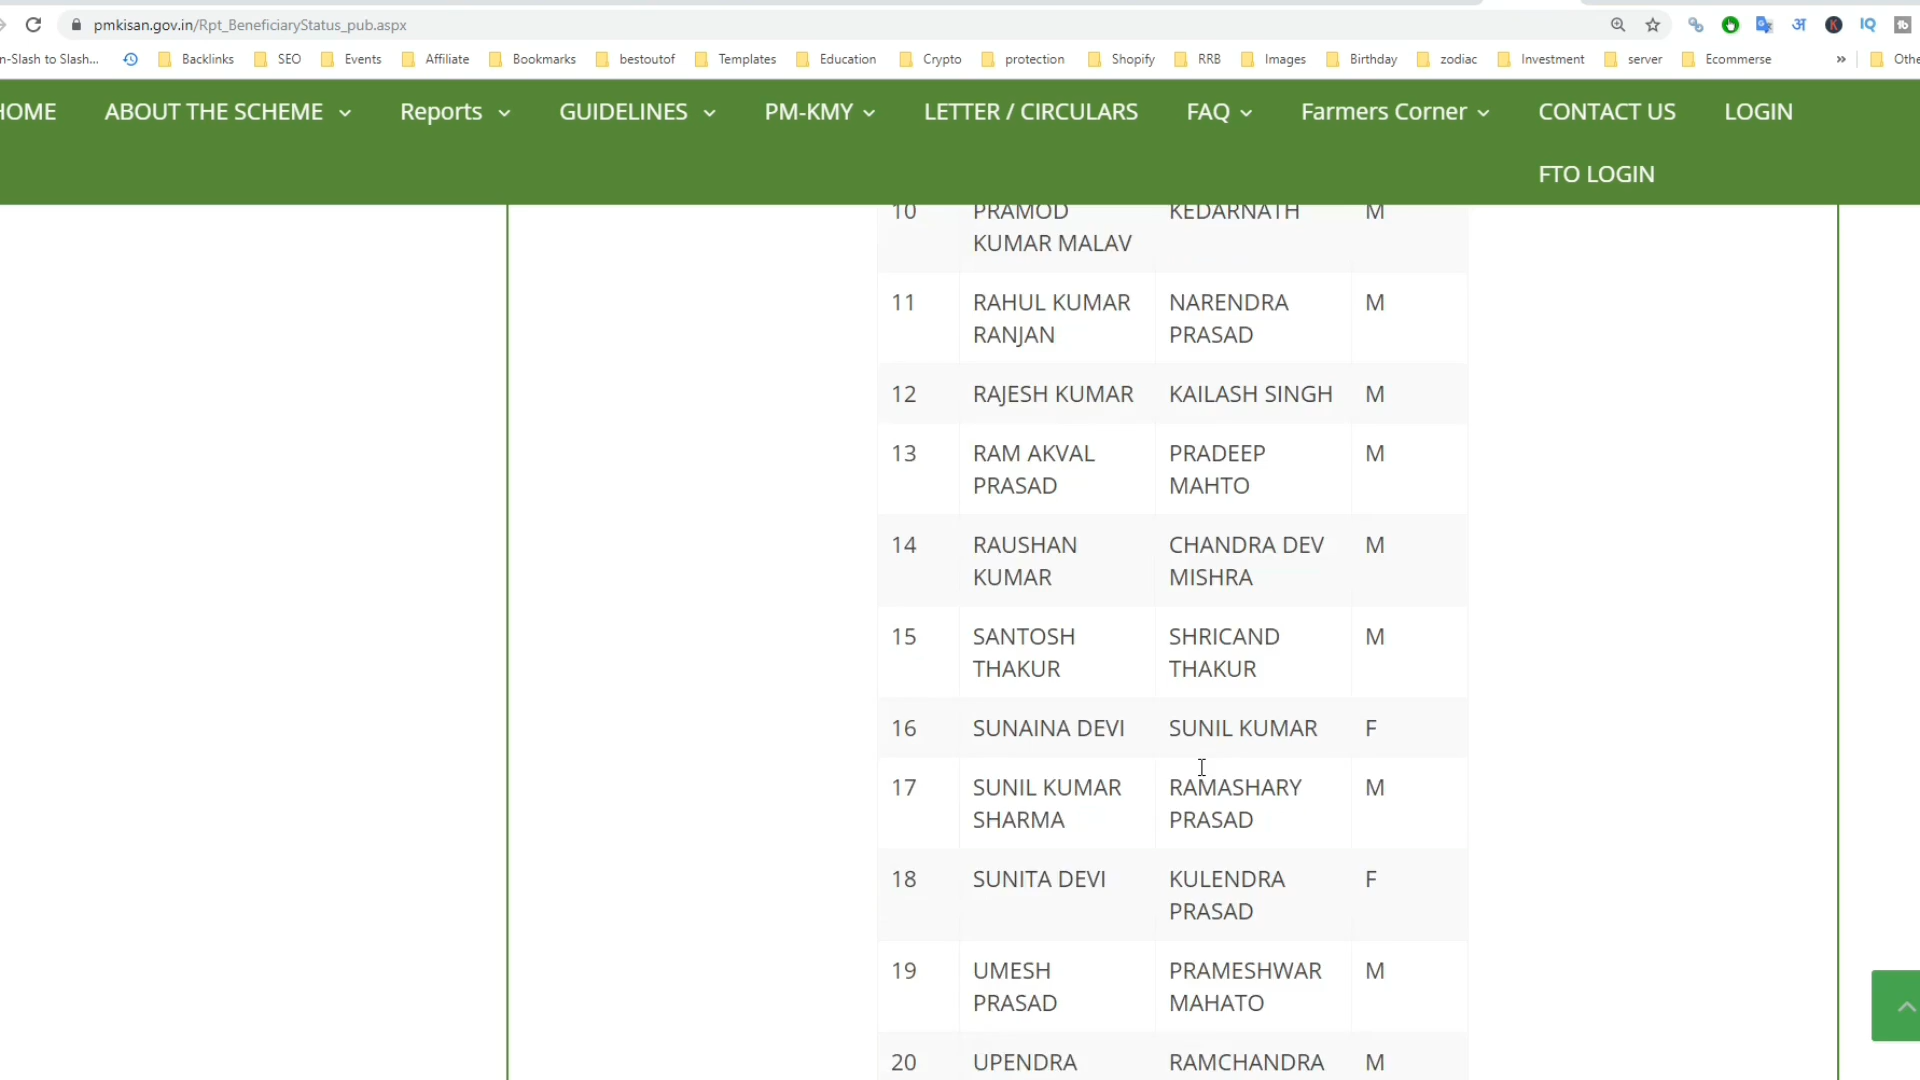 pmkisan.gov.in/Rpt_BeneficiaryStatus_pub.aspx
n-Slash to Slash... Backlinks SEO Events Affiliate Bookmarks bestoutof Templates Education Crypto protection Shopify RRB Images Birthday zodiac Investment server Ecommerse » Othe
HOME ABOUT THE SCHEME Reports GUIDELINES PM-KMY LETTER / CIRCULARS FAQ Farmers Corner CONTACT US LOGIN
FTO LOGIN
10 PRAMOD KEDARNATH M
KUMAR MALAV
11 RAHUL KUMAR NARENDRA M
RANJAN PRASAD
12 RAJESH KUMAR KAILASH SINGH M
13 RAM AKVAL PRADEEP M
PRASAD MAHTO
14 RAUSHAN CHANDRA DEV M
KUMAR MISHRA
15 SANTOSH SHRICAND M
THAKUR THAKUR
16 SUNAINA DEVI SUNIL KUMAR F
17 SUNIL KUMAR RAMASHARY M
SHARMA PRASAD
18 SUNITA DEVI KULENDRA F
PRASAD
19 UMESH PRAMESHWAR M
PRASAD MAHATO
20 UPENDRA RAMCHANDRA M